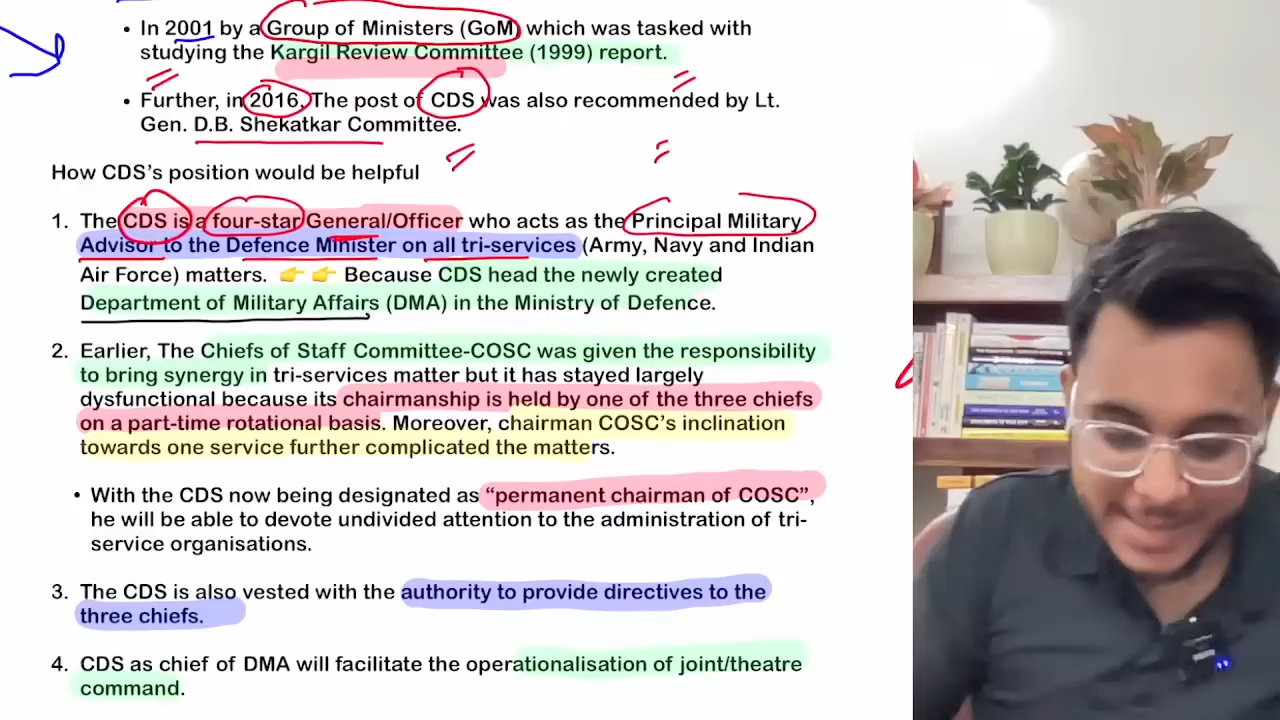 • In 2001 by a Group of Ministers (GoM) which was tasked with
studying the Kargil Review Committee (1999) report.
• Further, in 2016, The post of CDS was also recommended by Lt.
Gen. D.B. Shekatkar Committee.
How CDS's position would be helpful
1. The CDS is a four-star General/Officer who acts as the Principal Military
Advisor to the Defence Minister on all tri-services (Army, Navy and Indian
Air Force) matters. 👉 👉 Because CDS head the newly created
Department of Military Affairs (DMA) in the Ministry of Defence.
2. Earlier, The Chiefs of Staff Committee-COSC was given the responsibility
to bring synergy in tri-services matter but it has stayed largely
dysfunctional because its chairmanship is held by one of the three chiefs
on a part-time rotational basis. Moreover, chairman COSC's inclination
towards one service further complicated the matters.
• With the CDS now being designated as “permanent chairman of COSC”,
he will be able to devote undivided attention to the administration of tri-
service organisations.
3. The CDS is also vested with the authority to provide directives to the
three chiefs.
4. CDS as chief of DMA will facilitate the operationalisation of joint/theatre
command.